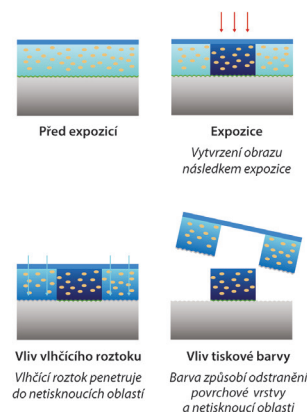 Před expozicí
Expozice
Vytvrzení obrazu
následkem expozice
Vliv vlhčícího roztoku
Vlhčící roztok penetruje
do netisknoucích oblastí
Vliv tiskové barvy
Barva způsobí odstranění
povrchové vrstvy
a netisknoucí oblasti